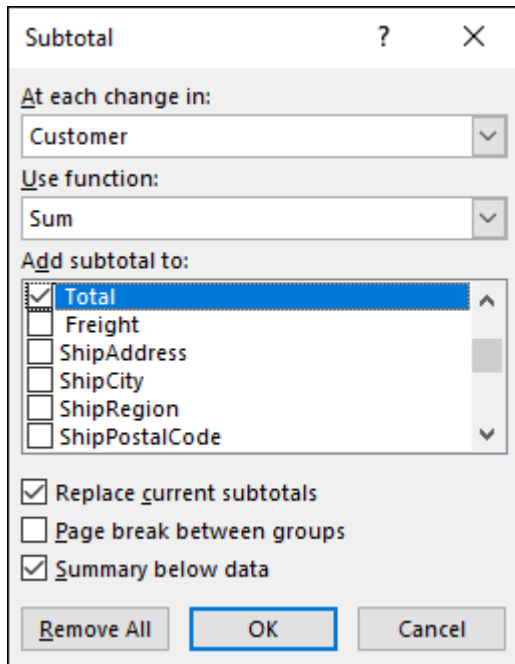 Subtotal ? ×
At each change in:
Customer
Use function:
Sum
Add subtotal to:
Total
Freight
ShipAddress
ShipCity
ShipRegion
ShipPostalCode
Replace current subtotals
Page break between groups
Summary below data
Remove All OK Cancel